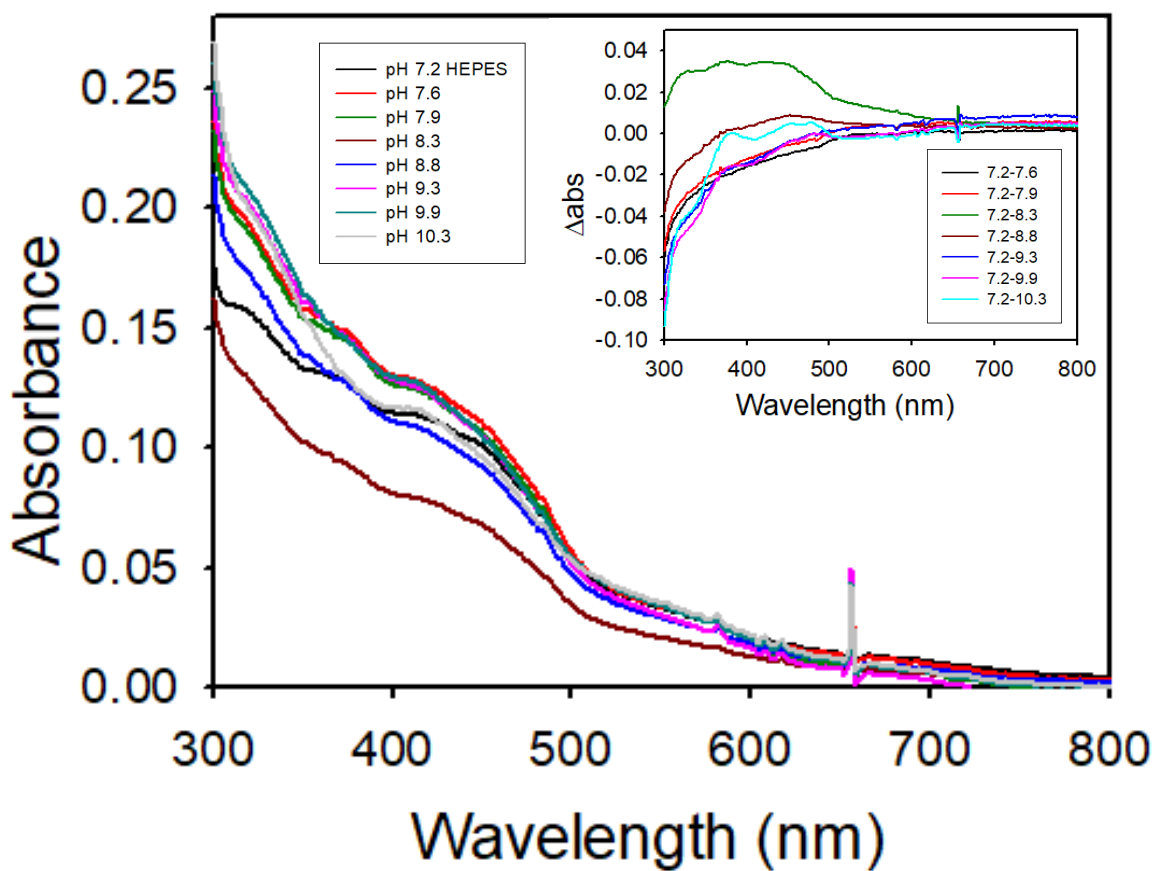 0.25
0.20
0.15
0.10
0.05
0.00
Absorbance
300 400 500 600 700 800
Wavelength (nm)
pH 7.2 HEPES
pH 7.6
pH 7.9
pH 8.3
pH 8.8
pH 9.3
pH 9.9
pH 10.3
0.04
0.02
0.00
-0.02
-0.04
-0.06
-0.08
-0.10
Δabs
300 400 500 600 700 800
Wavelength (nm)
7.2-7.6
7.2-7.9
7.2-8.3
7.2-8.8
7.2-9.3
7.2-9.9
7.2-10.3